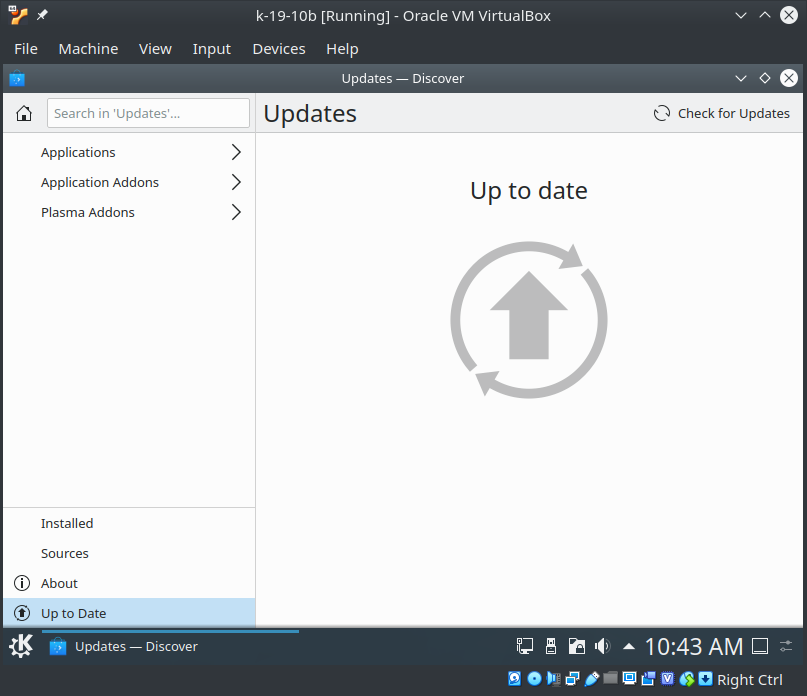 k-19-10b [Running] - Oracle VM VirtualBox
File Machine View Input Devices Help
Updates — Discover
Search in 'Updates'...
Updates
Check for Updates
Applications
Application Addons
Plasma Addons
Up to date
Installed
Sources
About
Up to Date
Updates — Discover
10:43 AM
Right Ctrl